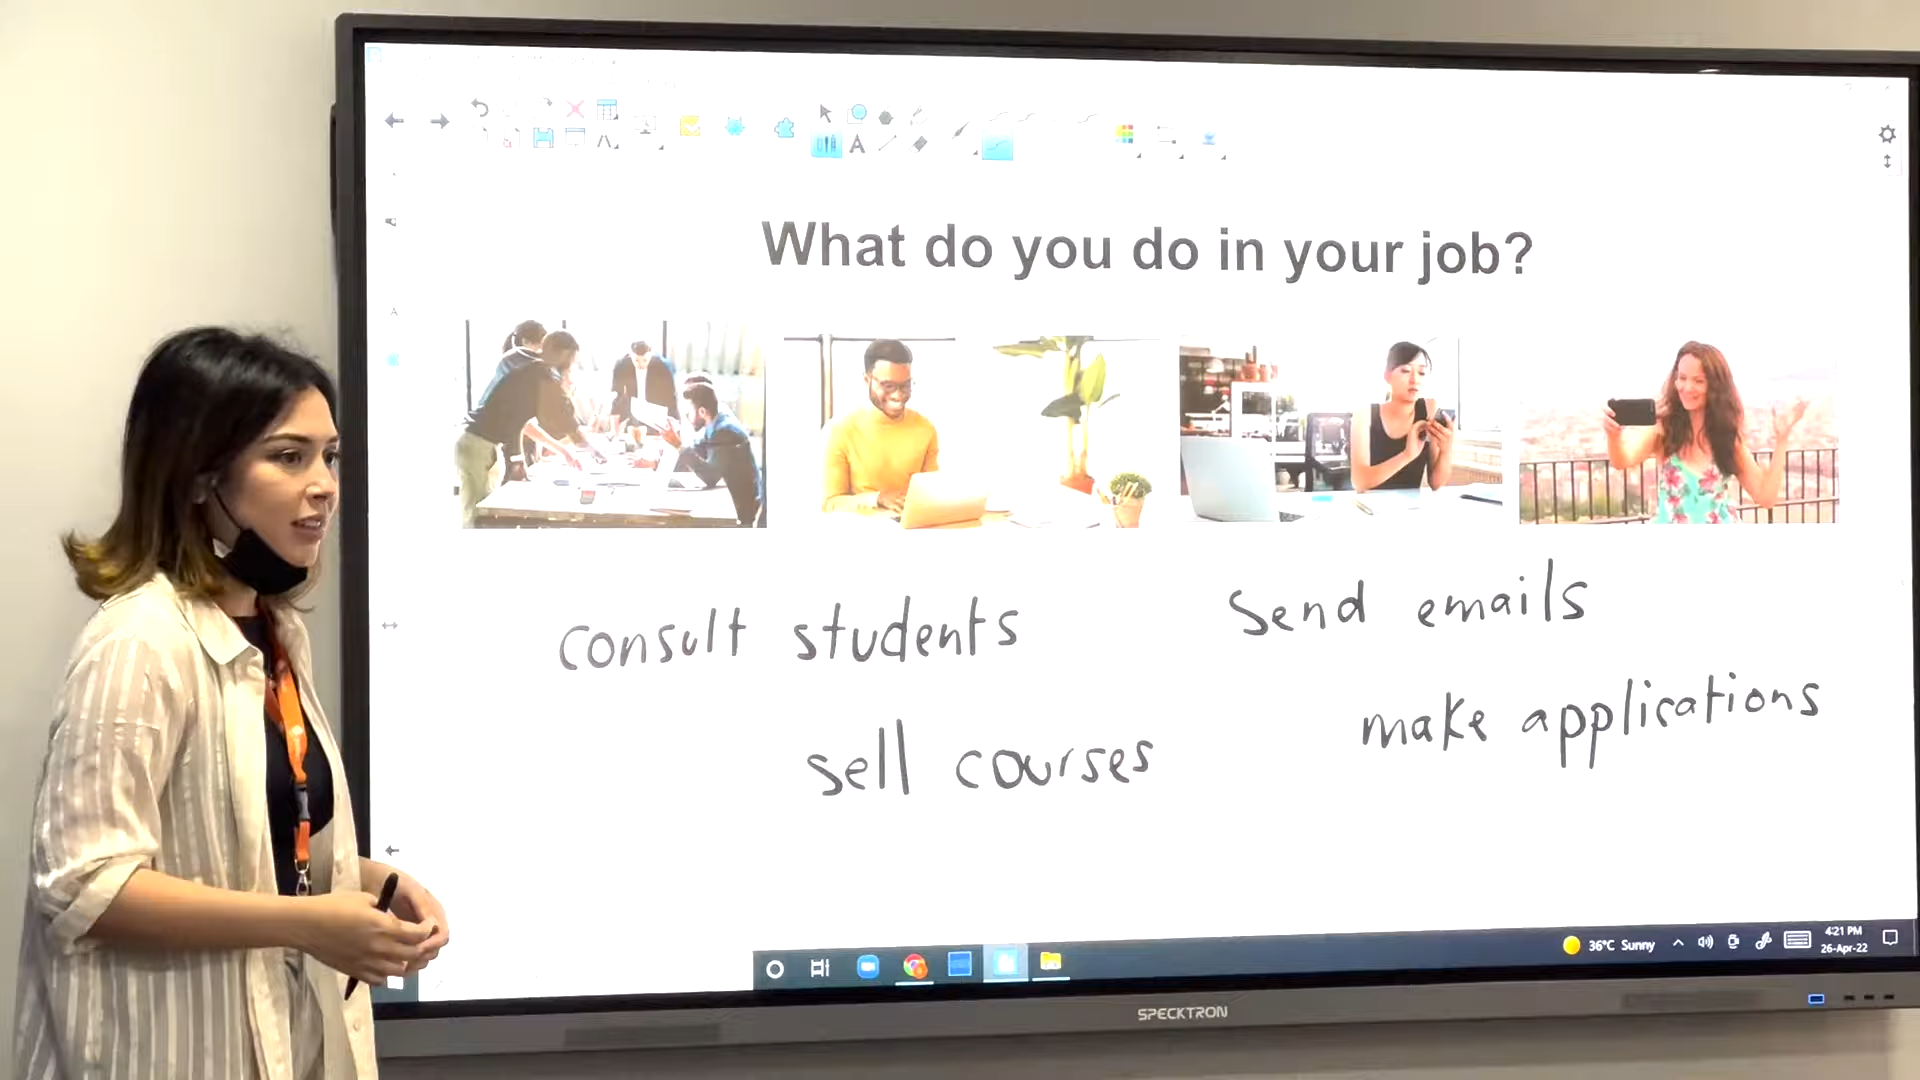 What do you do in your job?
consult students
send emails
make applications
sell courses
36°C Sunny
4:21 PM
26-Apr-22
SPECKTRON